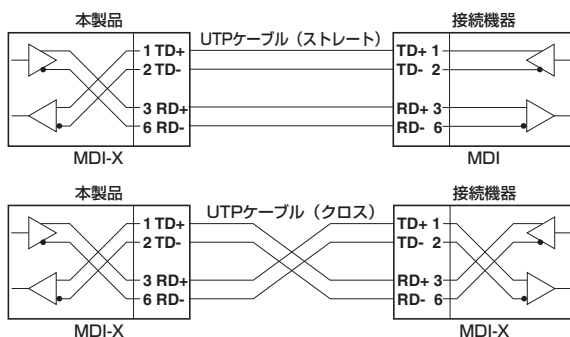 本製品
接続機器
UTPケーブル（ストレート）
1 TD+
2 TD-
3 RD+
6 RD-
TD+ 1
TD- 2
RD+ 3
RD- 6
MDI-X
MDI
本製品
接続機器
UTPケーブル（クロス）
1 TD+
2 TD-
3 RD+
6 RD-
TD+ 1
TD- 2
RD+ 3
RD- 6
MDI-X
MDI-X